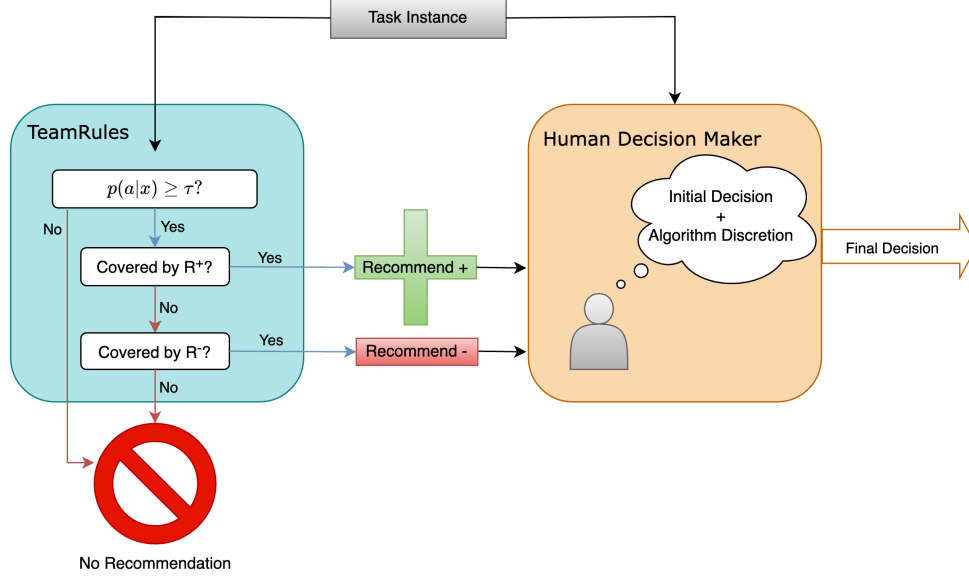 Task Instance
TeamRules
p(a|x) ≥ τ?
No
Yes
Covered by R⁺?
Yes
No
Covered by R⁻?
Yes
No
No Recommendation
Recommend +
Recommend -
Human Decision Maker
Initial Decision
+
Algorithm Discretion
Final Decision